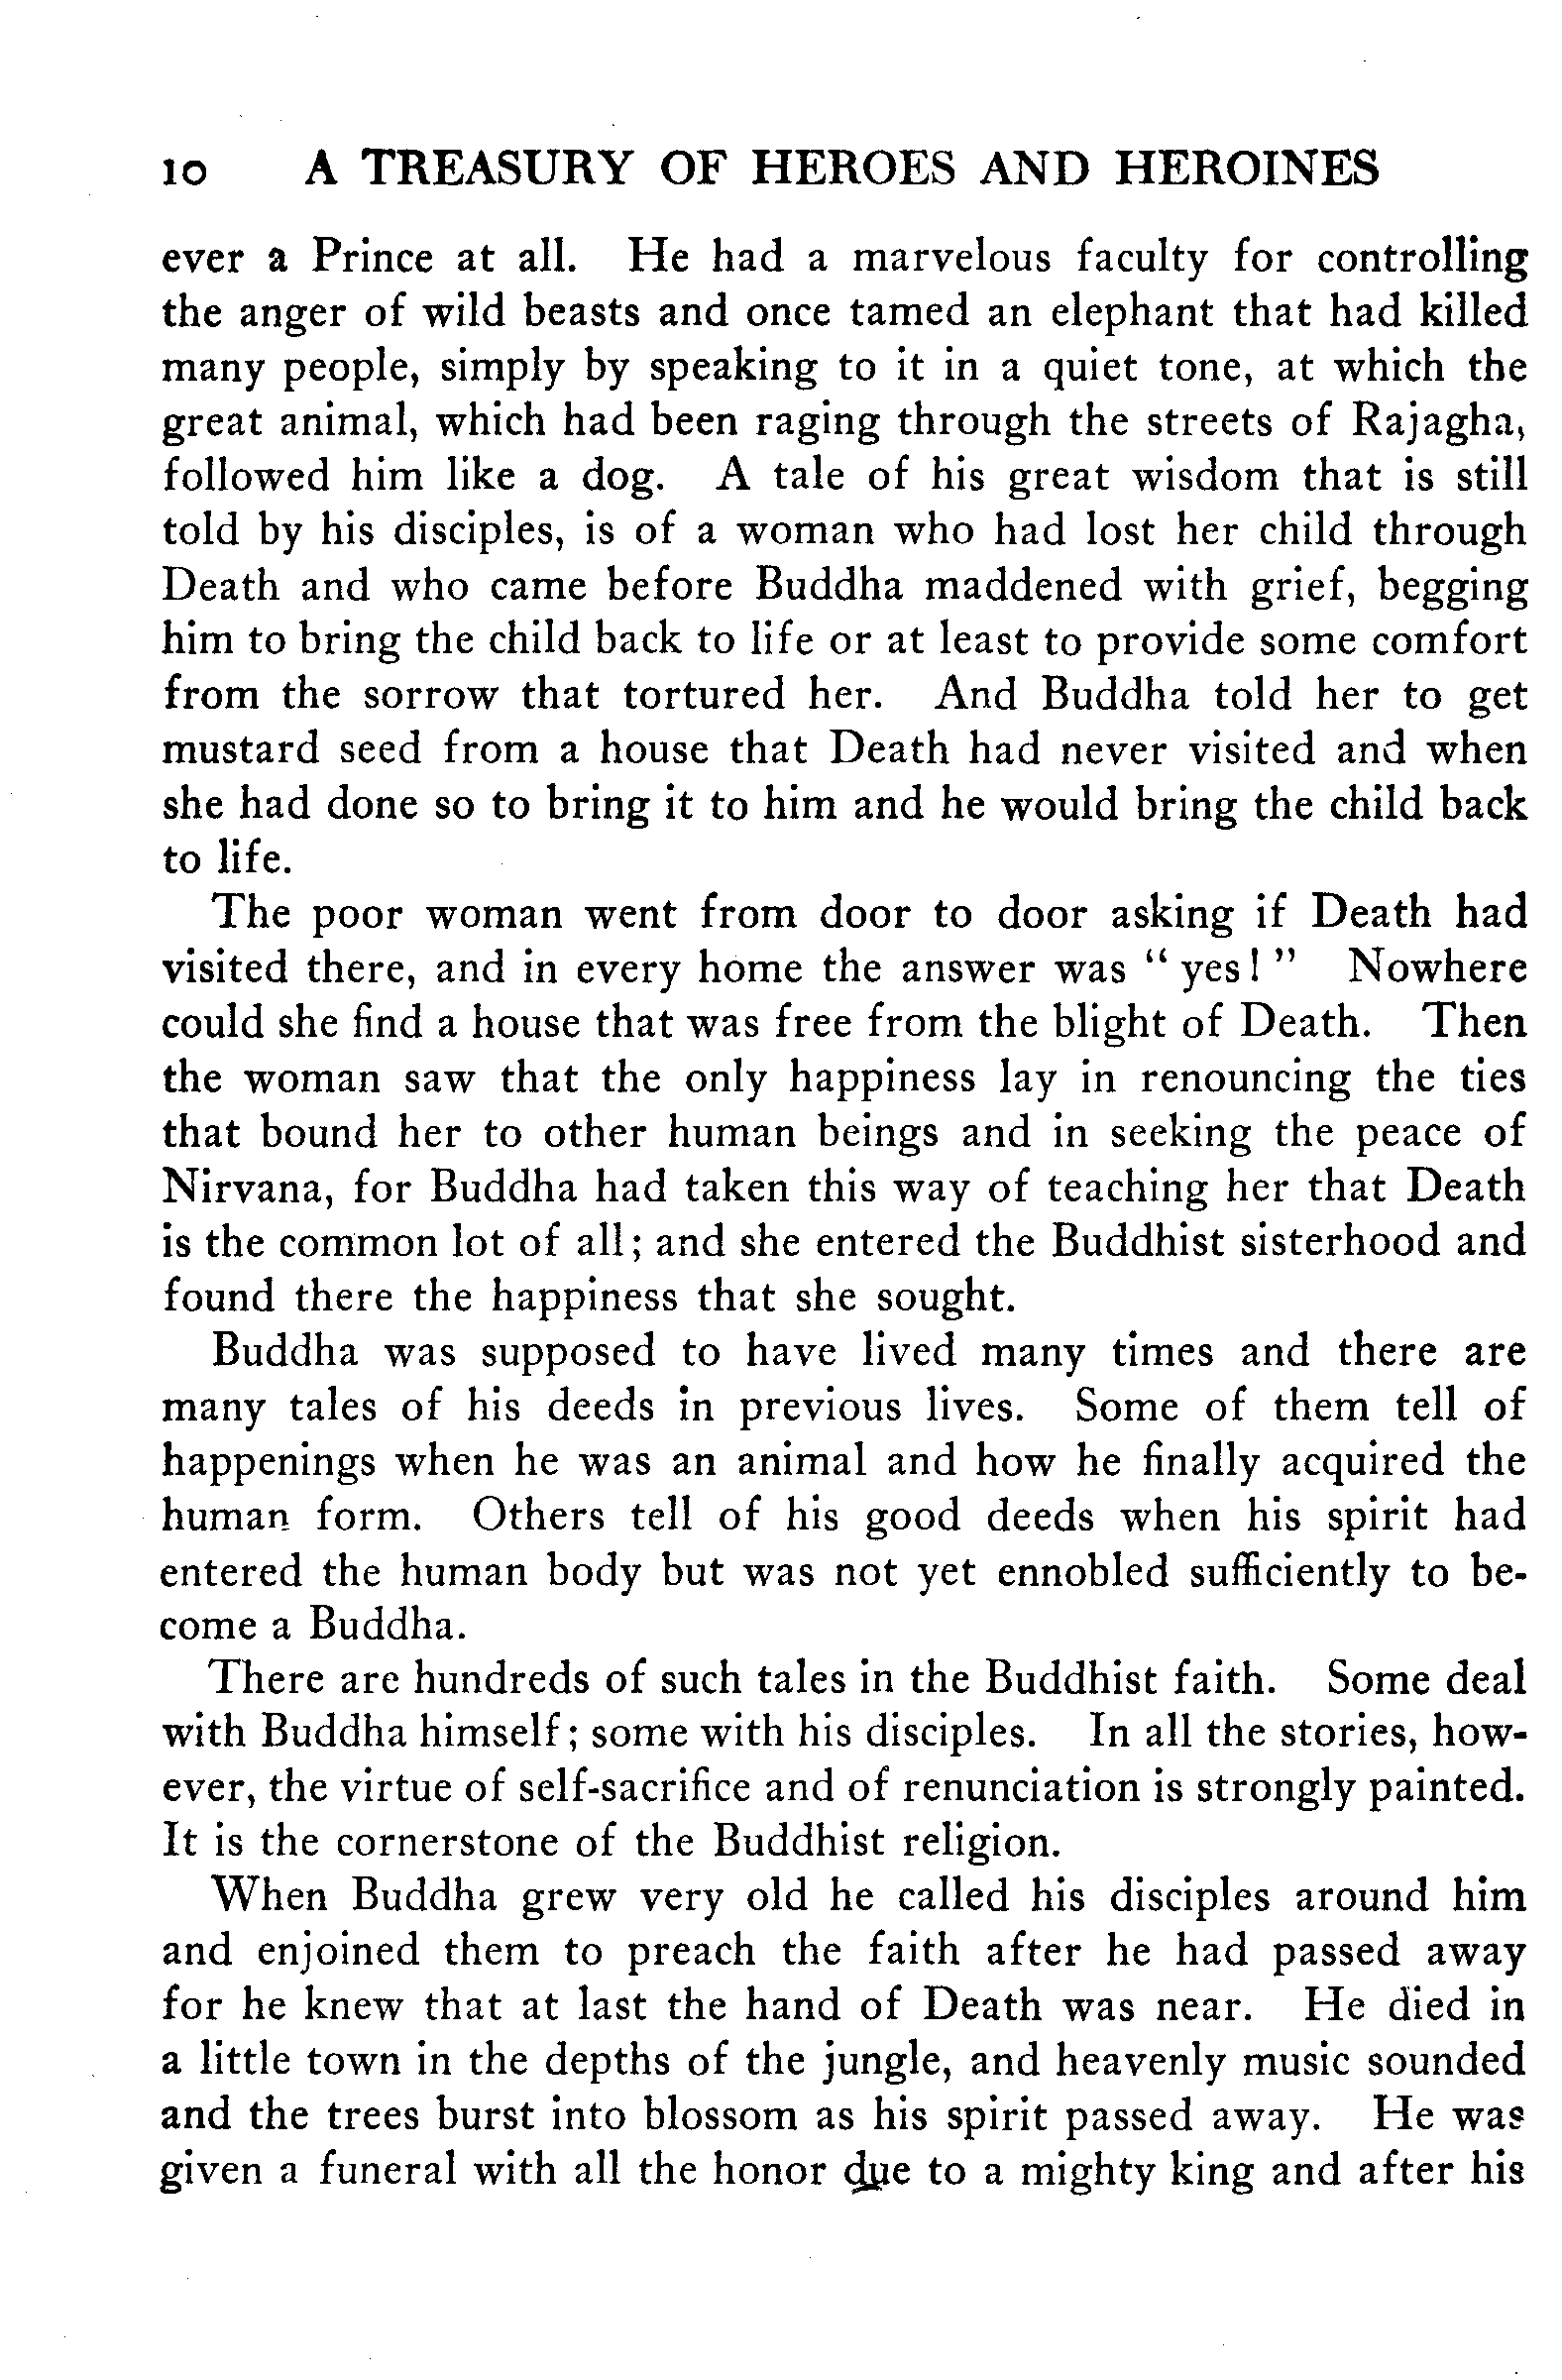 10 A TREASURY OF HEROES AND HEROINES
ever a Prince at all. He had a marvelous faculty for controlling
the anger of wild beasts and once tamed an elephant that had killed
many people, simply by speaking to it in a quiet tone, at which the
great animal, which had been raging through the streets of Rajagha,
followed him like a dog. A tale of his great wisdom that is still
told by his disciples, is of a woman who had lost her child through
Death and who came before Buddha maddened with grief, begging
him to bring the child back to life or at least to provide some comfort
from the sorrow that tortured her. And Buddha told her to get
mustard seed from a house that Death had never visited and when
she had done so to bring it to him and he would bring the child back
to life.
The poor woman went from door to door asking if Death had
visited there, and in every home the answer was " yes! " Nowhere
could she find a house that was free from the blight of Death. Then
the woman saw that the only happiness lay in renouncing the ties
that bound her to other human beings and in seeking the peace of
Nirvana, for Buddha had taken this way of teaching her that Death
is the common lot of all; and she entered the Buddhist sisterhood and
found there the happiness that she sought.
Buddha was supposed to have lived many times and there are
many tales of his deeds in previous lives. Some of them tell of
happenings when he was an animal and how he finally acquired the
human form. Others tell of his good deeds when his spirit had
entered the human body but was not yet ennobled sufficiently to be-
come a Buddha.
There are hundreds of such tales in the Buddhist faith. Some deal
with Buddha himself; some with his disciples. In all the stories, how-
ever, the virtue of self-sacrifice and of renunciation is strongly painted.
It is the cornerstone of the Buddhist religion.
When Buddha grew very old he called his disciples around him
and enjoined them to preach the faith after he had passed away
for he knew that at last the hand of Death was near. He died in
a little town in the depths of the jungle, and heavenly music sounded
and the trees burst into blossom as his spirit passed away. He was
given a funeral with all the honor due to a mighty king and after his